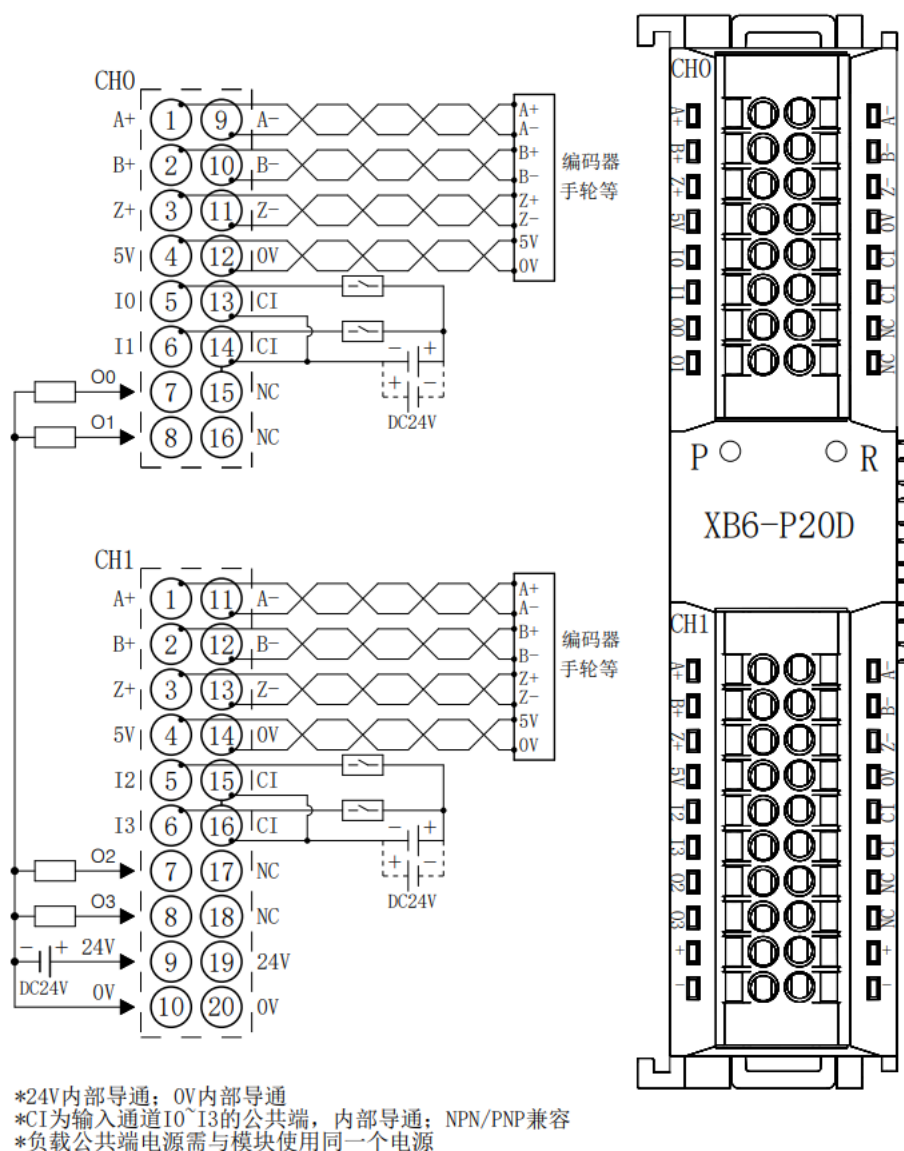 CH0
A+ 1 9 A- A+ A-
B+ 2 10 B- B+ B-
Z+ 3 11 Z- Z+ Z-
5V 4 12 0V 5V 0V
编码器
手轮等
I0 5 13 CI
I1 6 14 CI - +
+ -
DC24V
O0 7 15 NC
O1 8 16 NC
CH1
A+ 1 11 A- A+ A-
B+ 2 12 B- B+ B-
Z+ 3 13 Z- Z+ Z-
5V 4 14 0V 5V 0V
编码器
手轮等
I2 5 15 CI
I3 6 16 CI - +
+ -
DC24V
O2 7 17 NC
O3 8 18 NC
- + 24V 9 19 24V
DC24V
0V 10 20 0V
*24V内部导通; 0V内部导通
*CI为输入通道I0~I3的公共端, 内部导通; NPN/PNP兼容
*负载公共端电源需与模块使用同一个电源
CH0
A+ A-
B+ B-
Z+ Z-
5V 0V
I0 CI
I1 CI
O0 NC
O1 NC
P R
XB6-P20D
CH1
A+ A-
B+ B-
Z+ Z-
5V 0V
I2 CI
I3 CI
O2 NC
O3 NC
+ +
- -